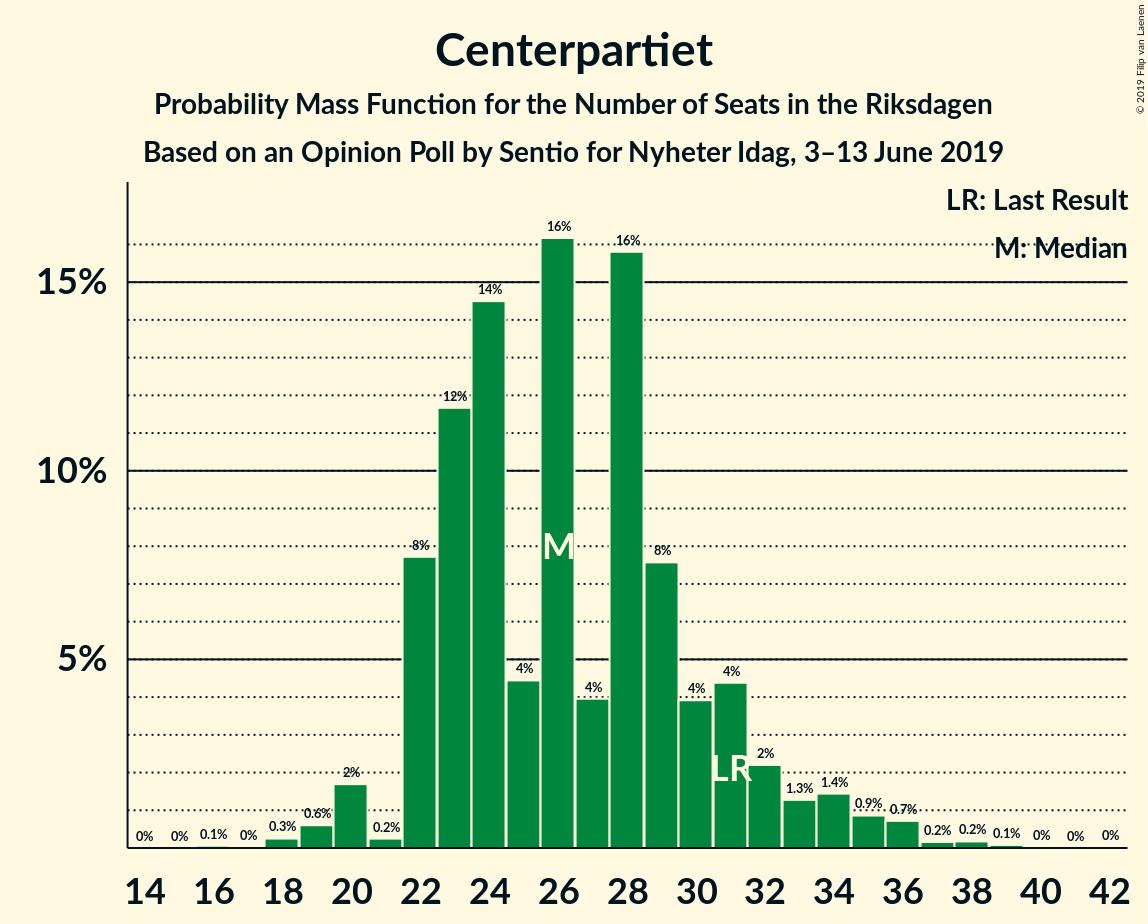 Centerpartiet
Probability Mass Function for the Number of Seats in the Riksdagen
Based on an Opinion Poll by Sentio for Nyheter Idag, 3–13 June 2019
© 2019 Filip van Laenen
LR: Last Result
M: Median
15%
10%
5%
0% 0% 0.1% 0% 0.3% 0.6% 2% 0.2% 8% 12% 14% 4% 16% 4% 16% 8% 4% 4% 2% 1.3% 1.4% 0.9% 0.7% 0.2% 0.2% 0.1% 0% 0% 0%
M
LR
14 16 18 20 22 24 26 28 30 32 34 36 38 40 42